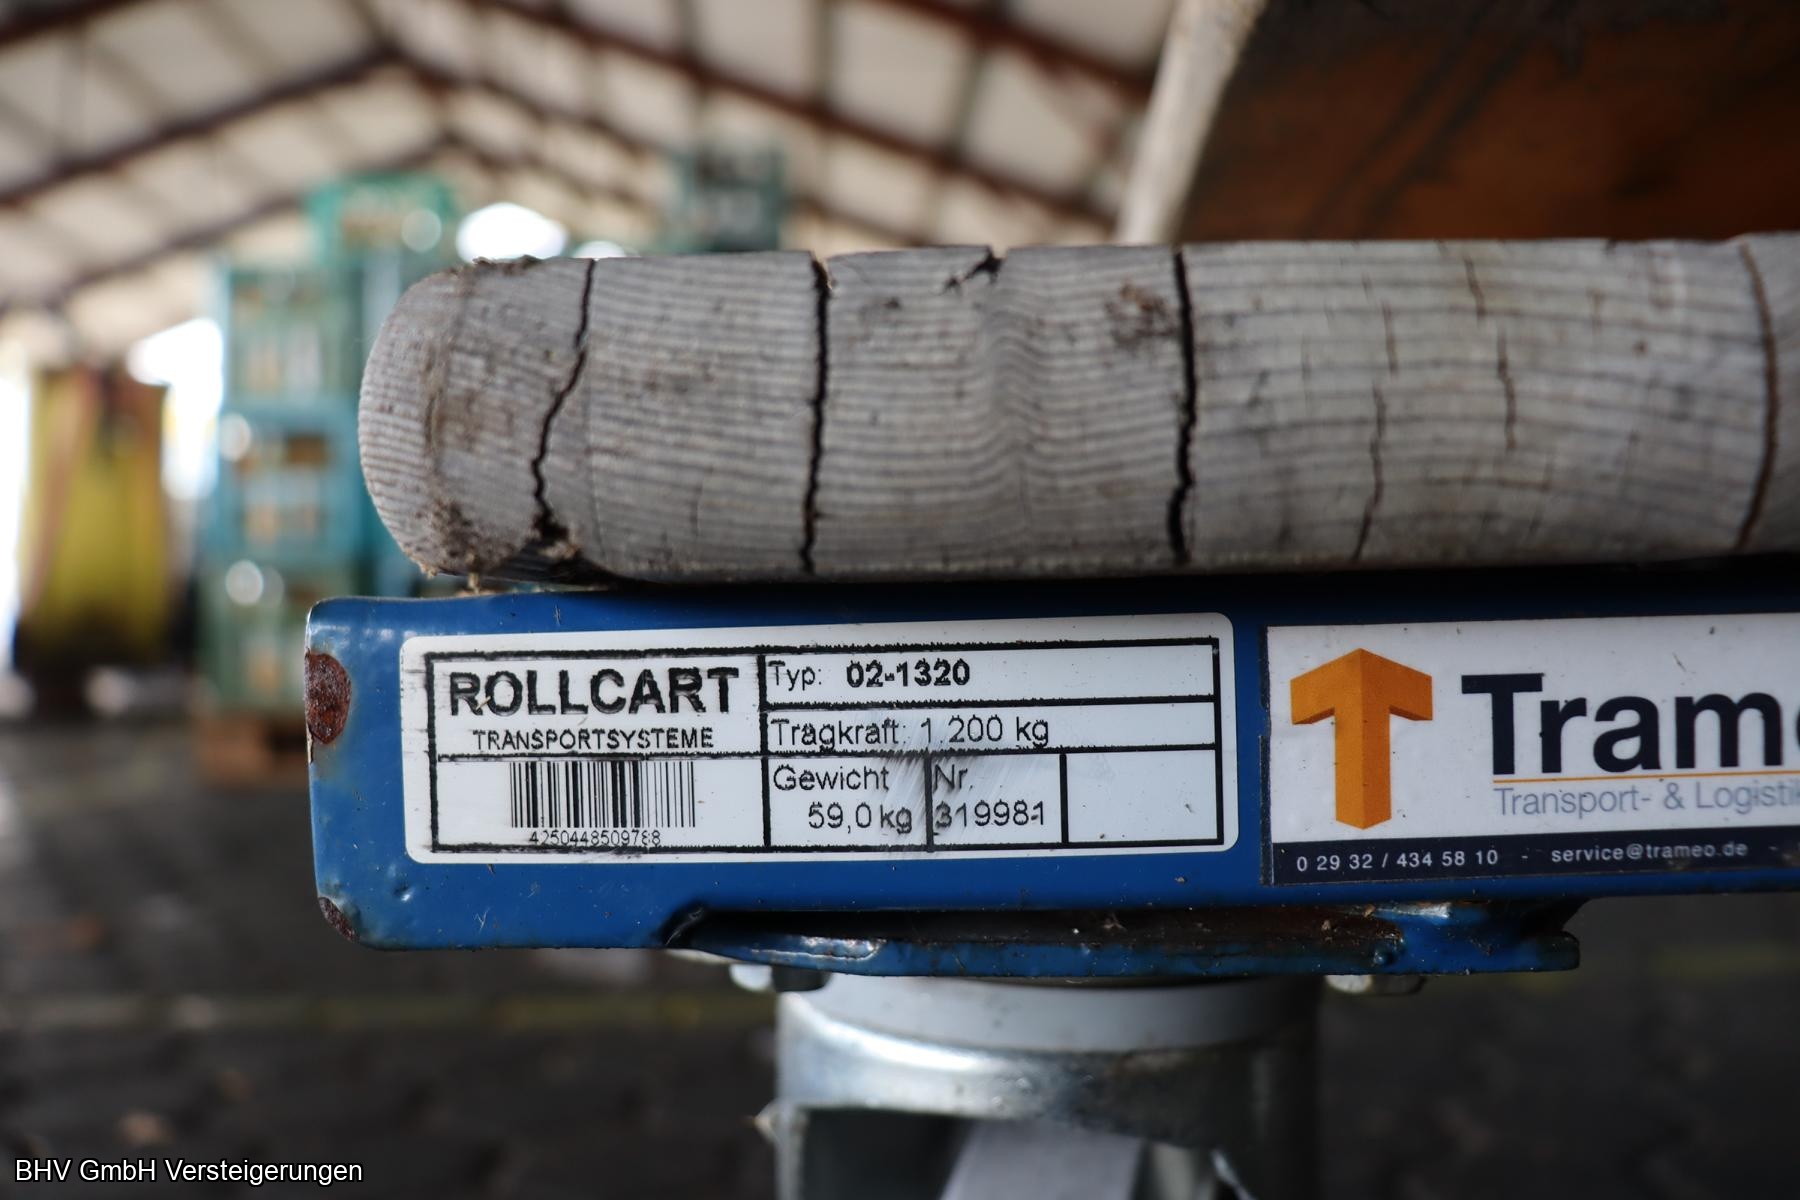 ROLLCART
TRANSPORTSYSTEME
4250448509788
Typ: 02-1320
Tragkraft: 1.200 kg
Gewicht
59,0 kg
Nr.
319981
Trame
Transport- & Logistik
0 29 32 / 434 58 10 - service@trameo.de -
BHV GmbH Versteigerungen